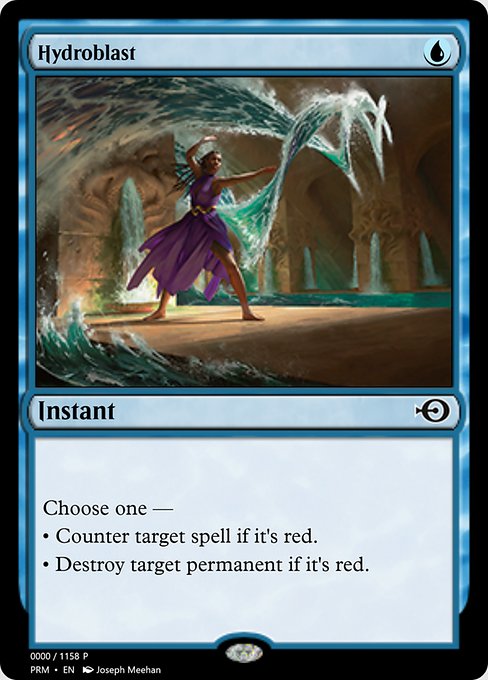 Hydroblast
Instant
Choose one —
• Counter target spell if it's red.
• Destroy target permanent if it's red.
0000 / 1158 P
PRM • EN Joseph Meehan